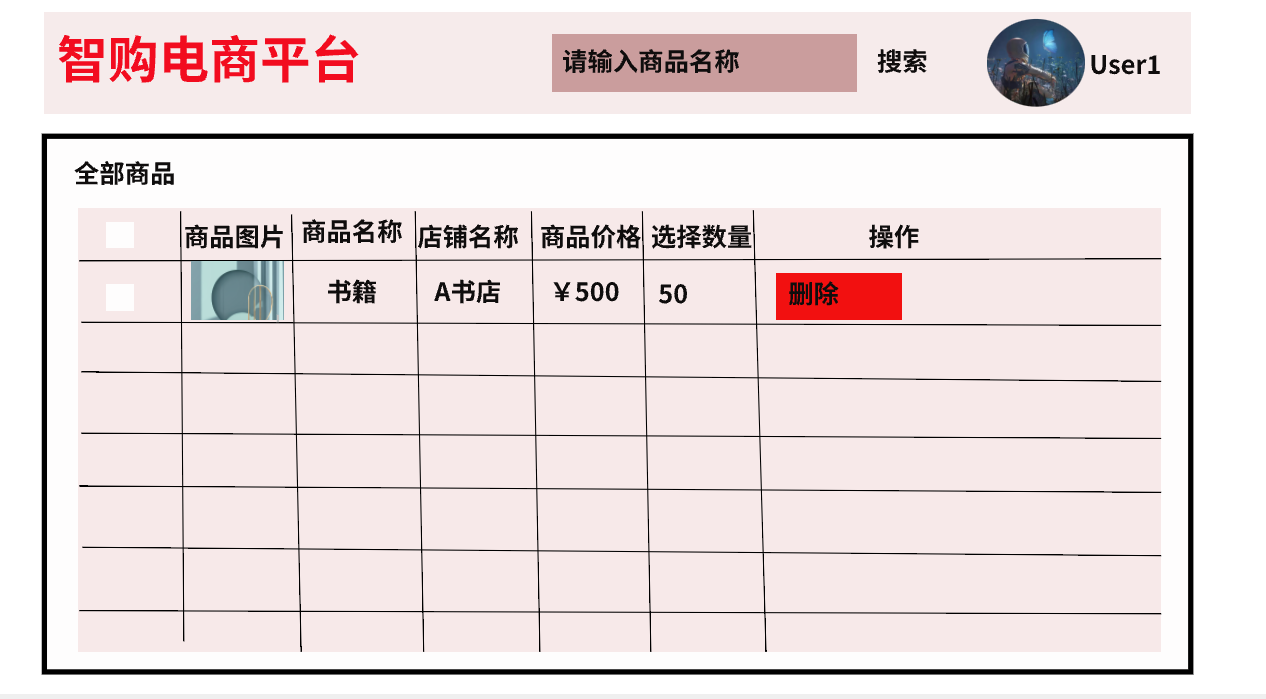 智购电商平台
请输入商品名称
搜索
User1
全部商品
商品图片 商品名称 店铺名称 商品价格 选择数量 操作
书籍 A书店 ￥500 50 删除